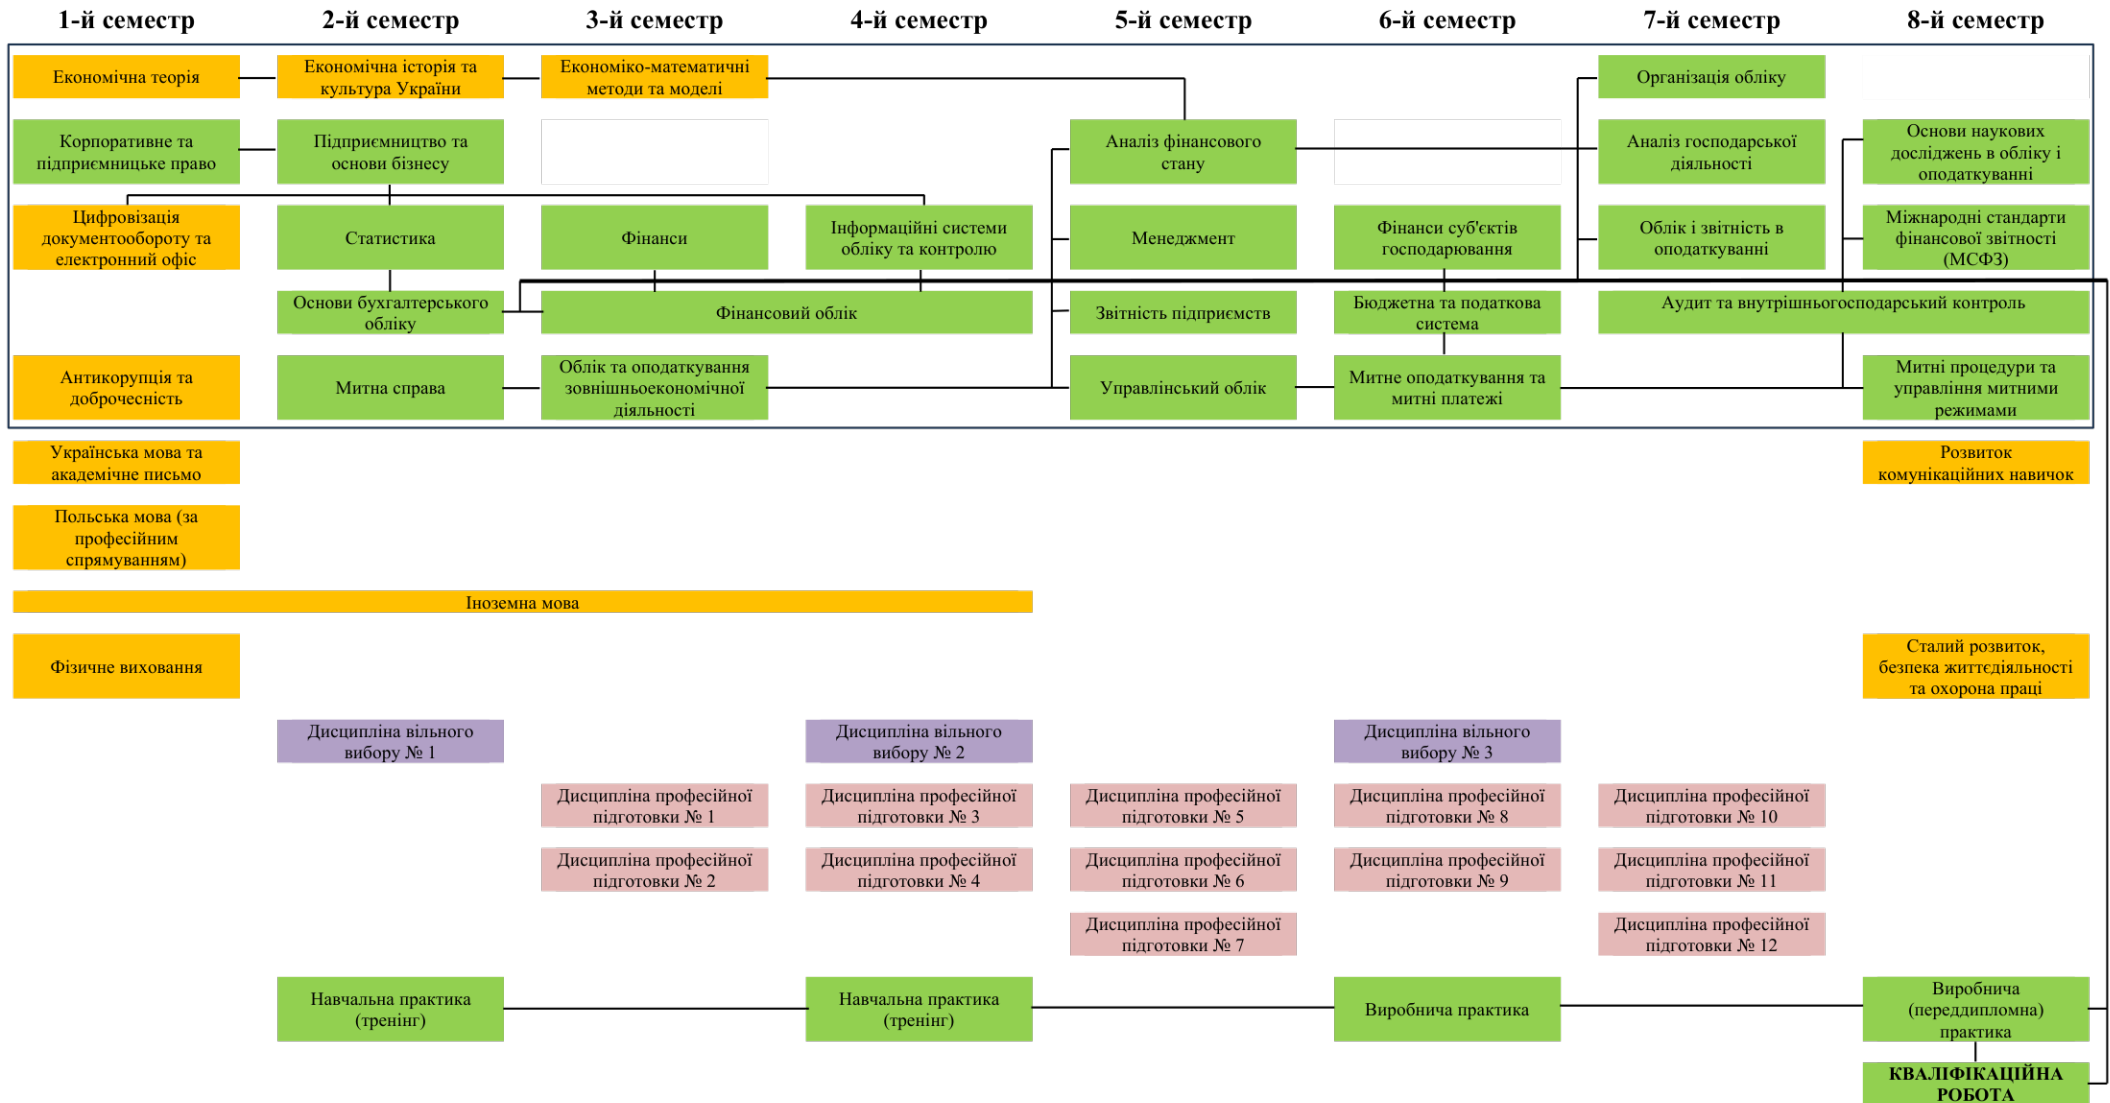 1-й семестр
2-й семестр
3-й семестр
4-й семестр
5-й семестр
6-й семестр
7-й семестр
8-й семестр
Економічна теорія
Економічна історія та
культура України
Економіко-математичні
методи та моделі
Організація обліку
Корпоративне та
підприємницьке право
Підприємництво та
основи бізнесу
Аналіз фінансового
стану
Аналіз господарської
діяльності
Основи наукових
досліджень в обліку і
оподаткуванні
Цифровізація
документообороту та
електронний офіс
Статистика
Фінанси
Інформаційні системи
обліку та контролю
Менеджмент
Фінанси суб'єктів
господарювання
Облік і звітність в
оподаткуванні
Міжнародні стандарти
фінансової звітності
(МСФЗ)
Основи бухгалтерського
обліку
Фінансовий облік
Звітність підприємств
Бюджетна та податкова
система
Аудит та внутрішньогосподарський контроль
Антикорупція та
доброчесність
Митна справа
Облік та оподаткування
зовнішньоекономічної
діяльності
Управлінський облік
Митне оподаткування та
митні платежі
Митні процедури та
управління митними
режимами
Українська мова та
академічне письмо
Розвиток
комунікаційних навичок
Польська мова (за
професійним
спрямуванням)
Іноземна мова
Фізичне виховання
Сталий розвиток,
безпека життєдіяльності
та охорона праці
Дисципліна вільного
вибору № 1
Дисципліна вільного
вибору № 2
Дисципліна вільного
вибору № 3
Дисципліна професійної
підготовки № 1
Дисципліна професійної
підготовки № 3
Дисципліна професійної
підготовки № 5
Дисципліна професійної
підготовки № 8
Дисципліна професійної
підготовки № 10
Дисципліна професійної
підготовки № 2
Дисципліна професійної
підготовки № 4
Дисципліна професійної
підготовки № 6
Дисципліна професійної
підготовки № 9
Дисципліна професійної
підготовки № 11
Дисципліна професійної
підготовки № 7
Дисципліна професійної
підготовки № 12
Навчальна практика
(тренінг)
Навчальна практика
(тренінг)
Виробнича практика
Виробнича
(переддипломна)
практика
КВАЛІФІКАЦІЙНА
РОБОТА